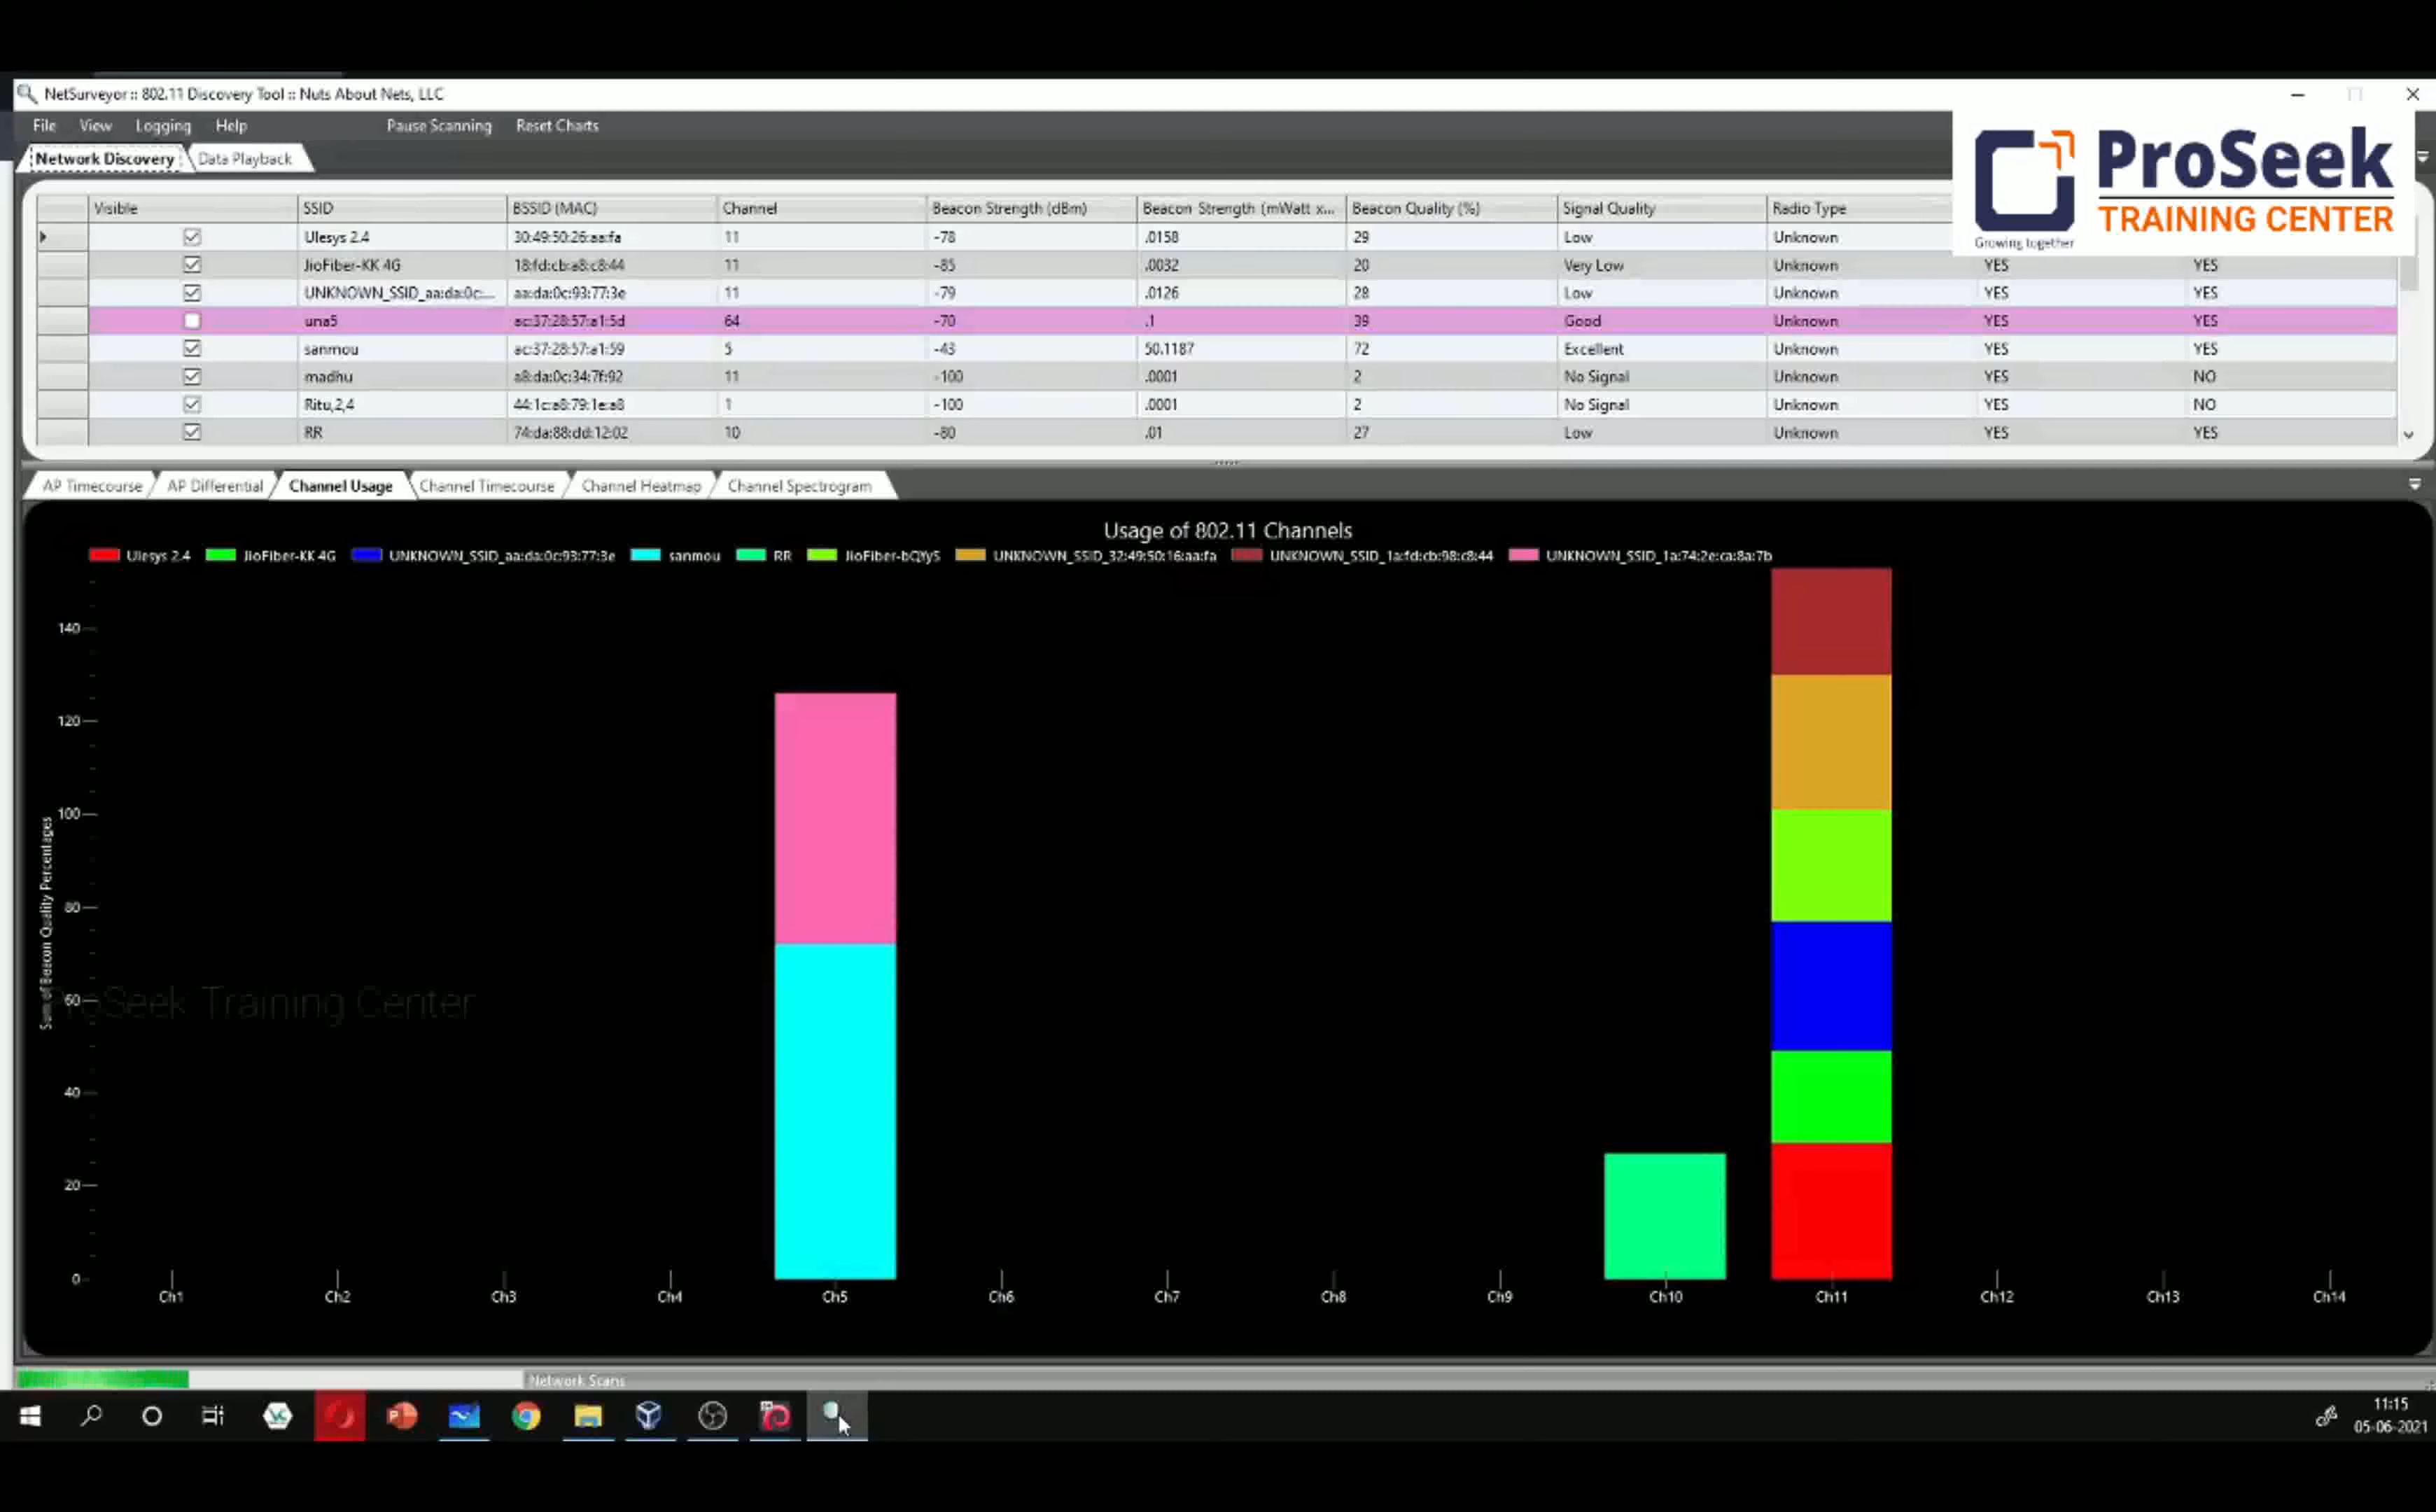 NetSurveyor :: 802.11 Discovery Tool :: Nuts About Nets, LLC
File View Logging Help Pause Scanning Reset Charts
ProSeek
TRAINING CENTER
Growing together
Network Discovery Data Playback
Visible SSID BSSID (MAC) Channel Beacon Strength (dBm) Beacon Strength (mWatt x... Beacon Quality (%) Signal Quality Radio Type
Ulesys 2.4 30:49:50:26:aa:fa 11 -78 .0158 29 Low Unknown
JioFiber-KK 4G 18:fd:cb:a8:c8:44 11 -85 .0032 20 Very Low Unknown YES YES
UNKNOWN_SSID_aa:da:0c:... aa:da:0c:93:77:3e 11 -79 .0126 28 Low Unknown YES YES
una5 ac:37:28:57:a1:5d 64 -70 .1 39 Good Unknown YES YES
sanmou ac:37:28:57:a1:59 5 -43 50.1187 72 Excellent Unknown YES YES
madhu a8:da:0c:34:7f:92 11 -100 .0001 2 No Signal Unknown YES NO
Ritu,2,4 44:1c:a8:79:1e:a8 1 -100 .0001 2 No Signal Unknown YES NO
RR 74:da:88:dd:12:02 10 -80 .01 27 Low Unknown YES YES
AP Timecourse AP Differential Channel Usage Channel Timecourse Channel Heatmap Channel Spectrogram
Usage of 802.11 Channels
Ulesys 2.4 JioFiber-KK 4G UNKNOWN_SSID_aa:da:0c:93:77:3e sanmou RR JioFiber-bQYyS UNKNOWN_SSID_32:49:50:16:aa:fa UNKNOWN_SSID_1a:fd:cb:98:c8:44 UNKNOWN_SSID_1a:74:2e:ca:8a:7b
Sum of Beacon Quality Percentages
140
120
100
80
60
40
20
0
ProSeek Training Center
Ch1 Ch2 Ch3 Ch4 Ch5 Ch6 Ch7 Ch8 Ch9 Ch10 Ch11 Ch12 Ch13 Ch14
Network Scans
11:15
05-06-2021